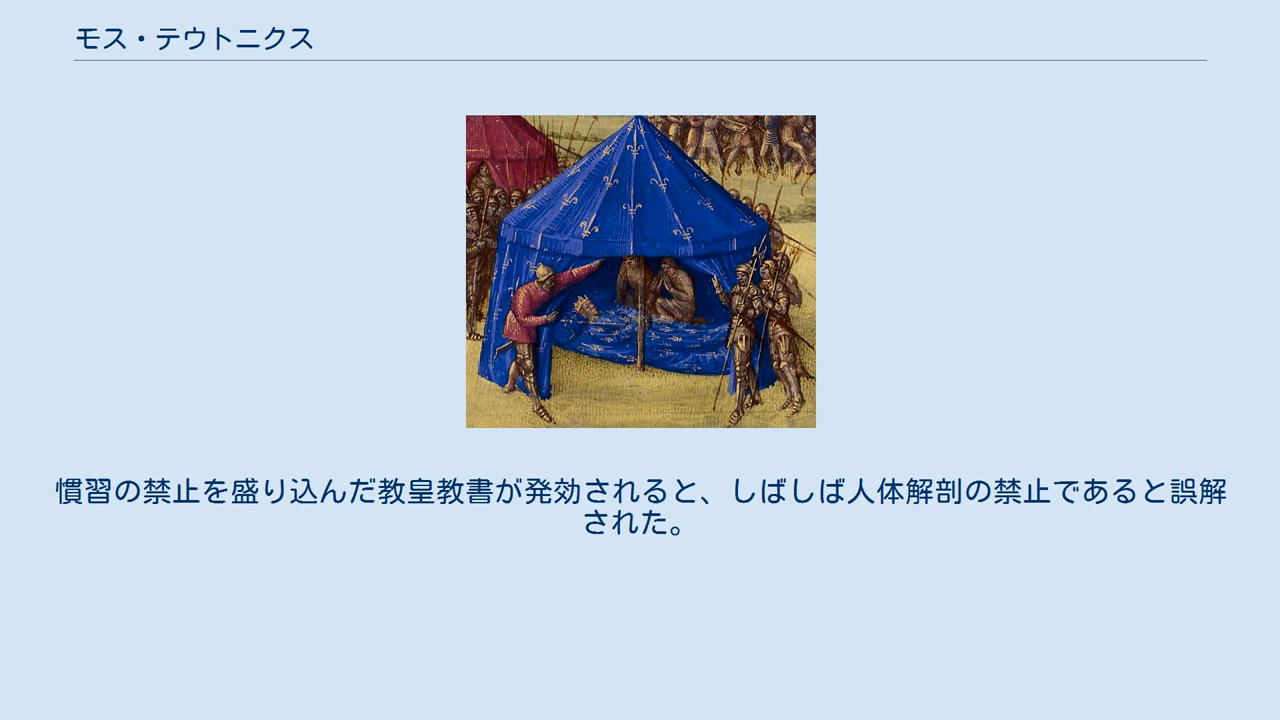 モス・テウトニクス
慣習の禁止を盛り込んだ教皇教書が発効されると、しばしば人体解剖の禁止であると誤解
された。